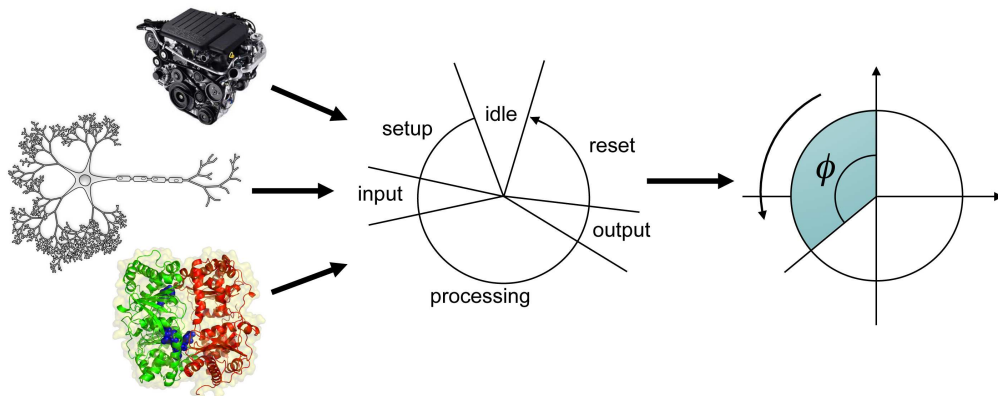 idle
setup
reset
input
output
processing
ϕ